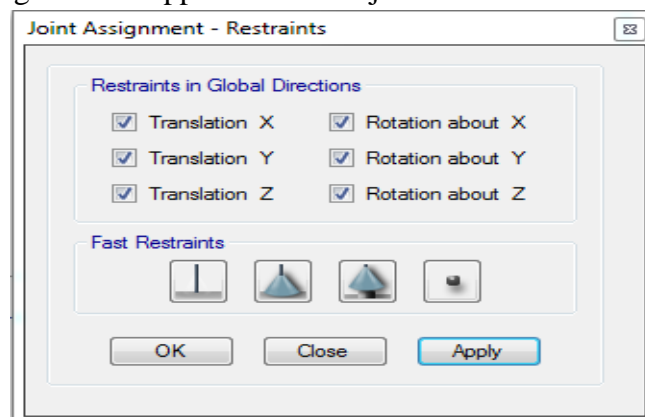 Joint Assignment - Restraints
Restraints in Global Directions
Translation X Rotation about X
Translation Y Rotation about Y
Translation Z Rotation about Z
Fast Restraints
OK Close Apply